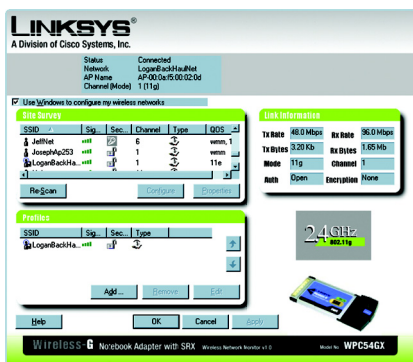 LINKSYS®
A Division of Cisco Systems, Inc.
Status Connected
Network LoganBackHaulNet
AP Name AP-00:0a:f5:00:02:0d
Channel (Mode) 1 (11g)
Use Windows to configure my wireless networks
Site Survey
SSID Sig... Sec... Channel Type QOS
JeffNet 6 wmm, 1
JosephAp253 3 wmm
LoganBackHa... 1 11e
Re-Scan Configure Properties
Link Information
Tx Rate 48.0 Mbps Rx Rate 96.0 Mbps
Tx Bytes 3.20 Kb Rx Bytes 1.65 Mb
Mode 11g Channel 1
Auth Open Encryption None
Profiles
SSID Sig... Sec... Type
LoganBackHa...
Add ... Remove Edit
2.4GHz
802.11g
Help OK Cancel Apply
Wireless-G Notebook Adapter with SRX Wireless Network Monitor v1.0 Model No. WPC54GX